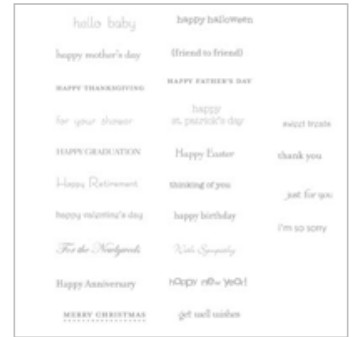 hello baby
happy mother's day
HAPPY THANKSGIVING
for your shower
HAPPY GRADUATION
Happy Retirement
happy valentine's day
For the Newlyweds
Happy Anniversary
MERRY CHRISTMAS
happy halloween
(friend to friend)
HAPPY FATHER'S DAY
happy
st. patrick's day
Happy Easter
thinking of you
happy birthday
With Sympathy
happy new year!
get well wishes
sweet treats
thank you
just for you
i'm so sorry